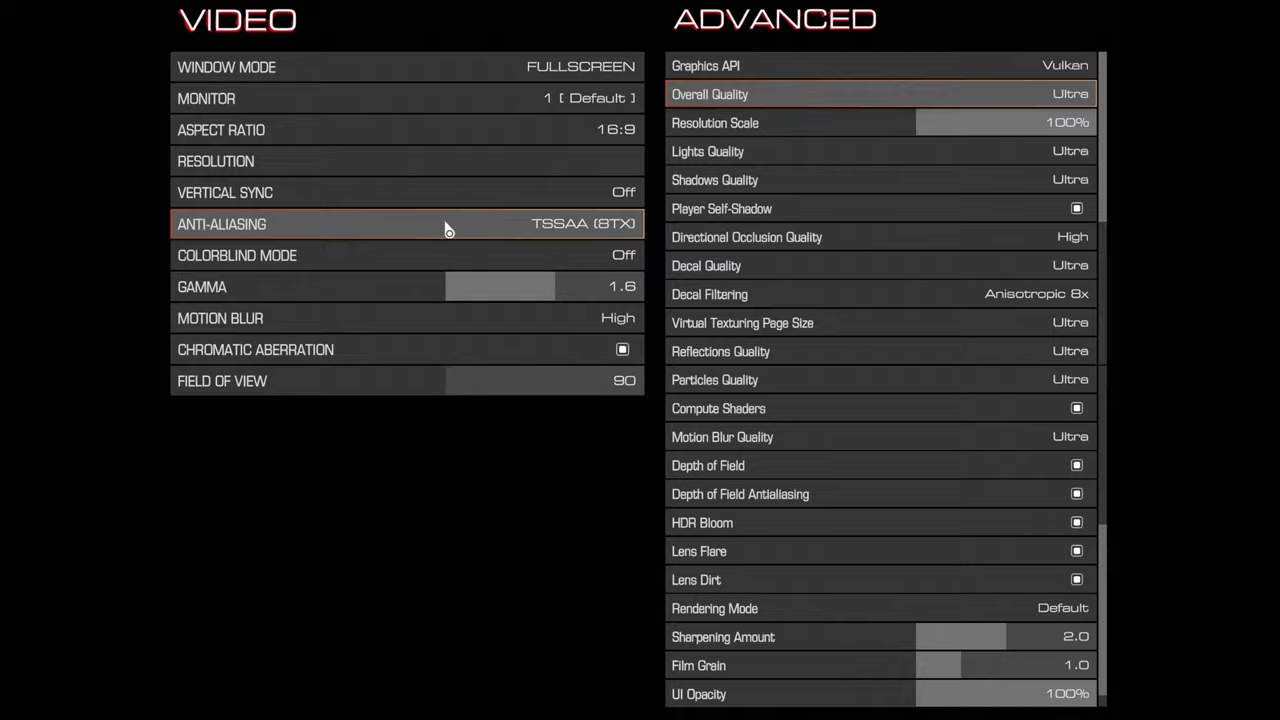 VIDEO
WINDOW MODE FULLSCREEN
MONITOR 1 [ Default ]
ASPECT RATIO 16:9
RESOLUTION
VERTICAL SYNC Off
ANTI-ALIASING TSSAA (8TX)
COLORBLIND MODE Off
GAMMA 1.6
MOTION BLUR High
CHROMATIC ABERRATION
FIELD OF VIEW 90
ADVANCED
Graphics API Vulkan
Overall Quality Ultra
Resolution Scale 100%
Lights Quality Ultra
Shadows Quality Ultra
Player Self-Shadow
Directional Occlusion Quality High
Decal Quality Ultra
Decal Filtering Anisotropic 8x
Virtual Texturing Page Size Ultra
Reflections Quality Ultra
Particles Quality Ultra
Compute Shaders
Motion Blur Quality Ultra
Depth of Field
Depth of Field Antialiasing
HDR Bloom
Lens Flare
Lens Dirt
Rendering Mode Default
Sharpening Amount 2.0
Film Grain 1.0
UI Opacity 100%